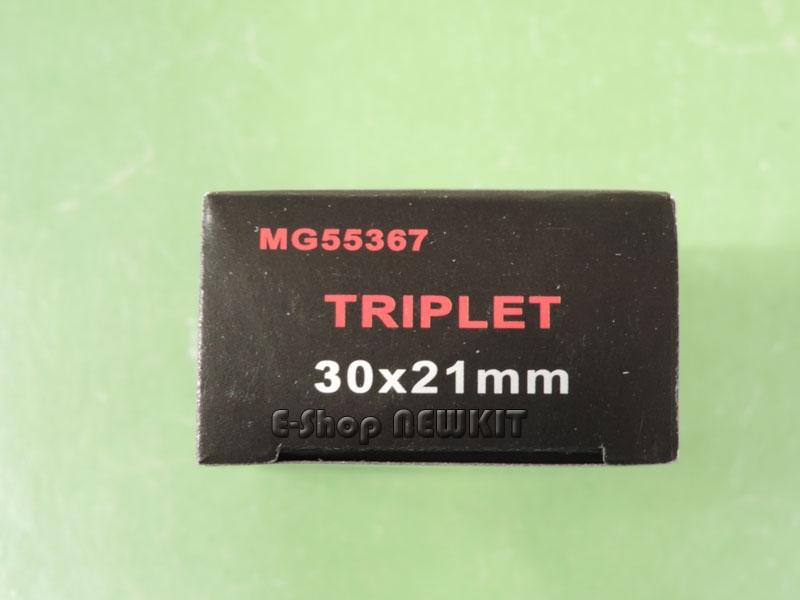 MG55367
TRIPLET
30x21mm
E-Shop NEWKIT